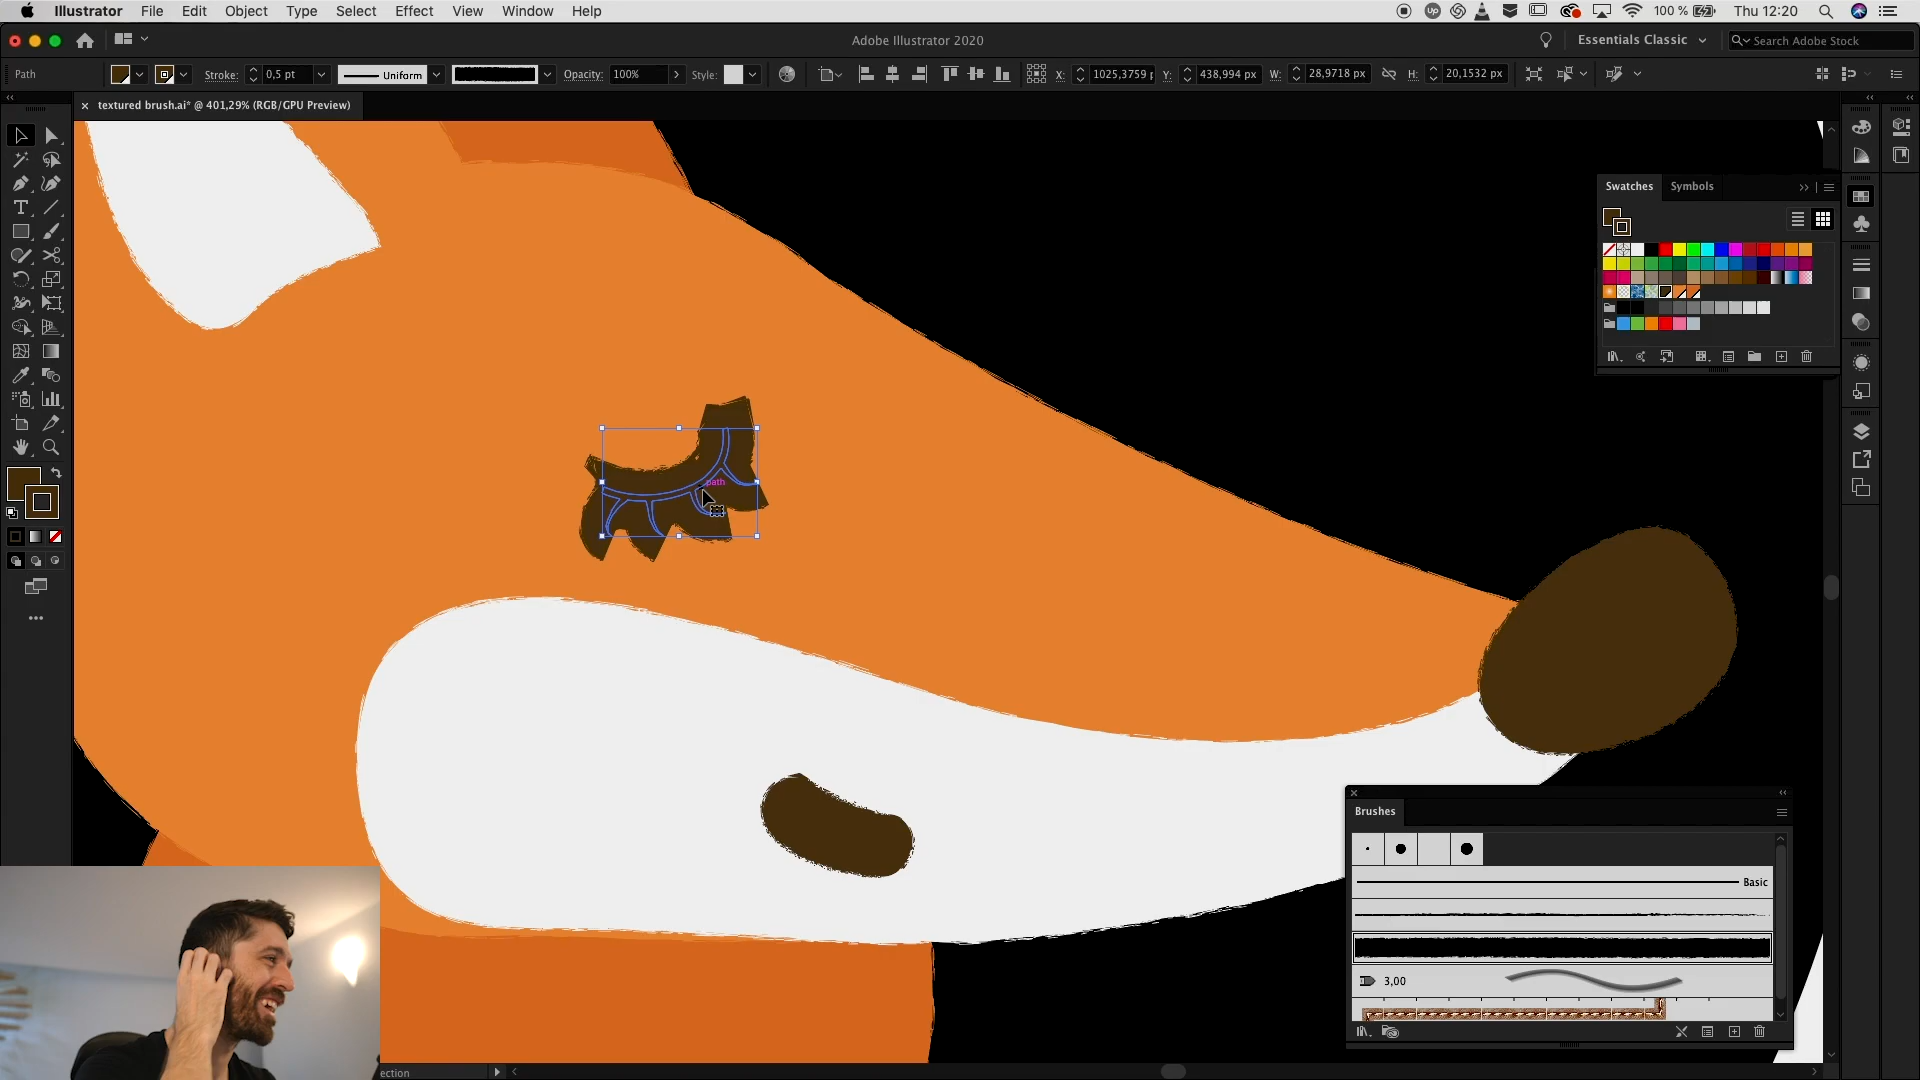 Illustrator File Edit Object Type Select Effect View Window Help
100 % Thu 12:20
Adobe Illustrator 2020
Essentials Classic
Search Adobe Stock
Path
Stroke: 0,5 pt
Uniform
Opacity: 100%
Style:
X: 1025,3759 p
Y: 438,994 px
W: 28,9718 px
H: 20,1532 px
textured brush.ai* @ 401,29% (RGB/GPU Preview)
Swatches Symbols
path
Brushes
Basic
3,00
ection